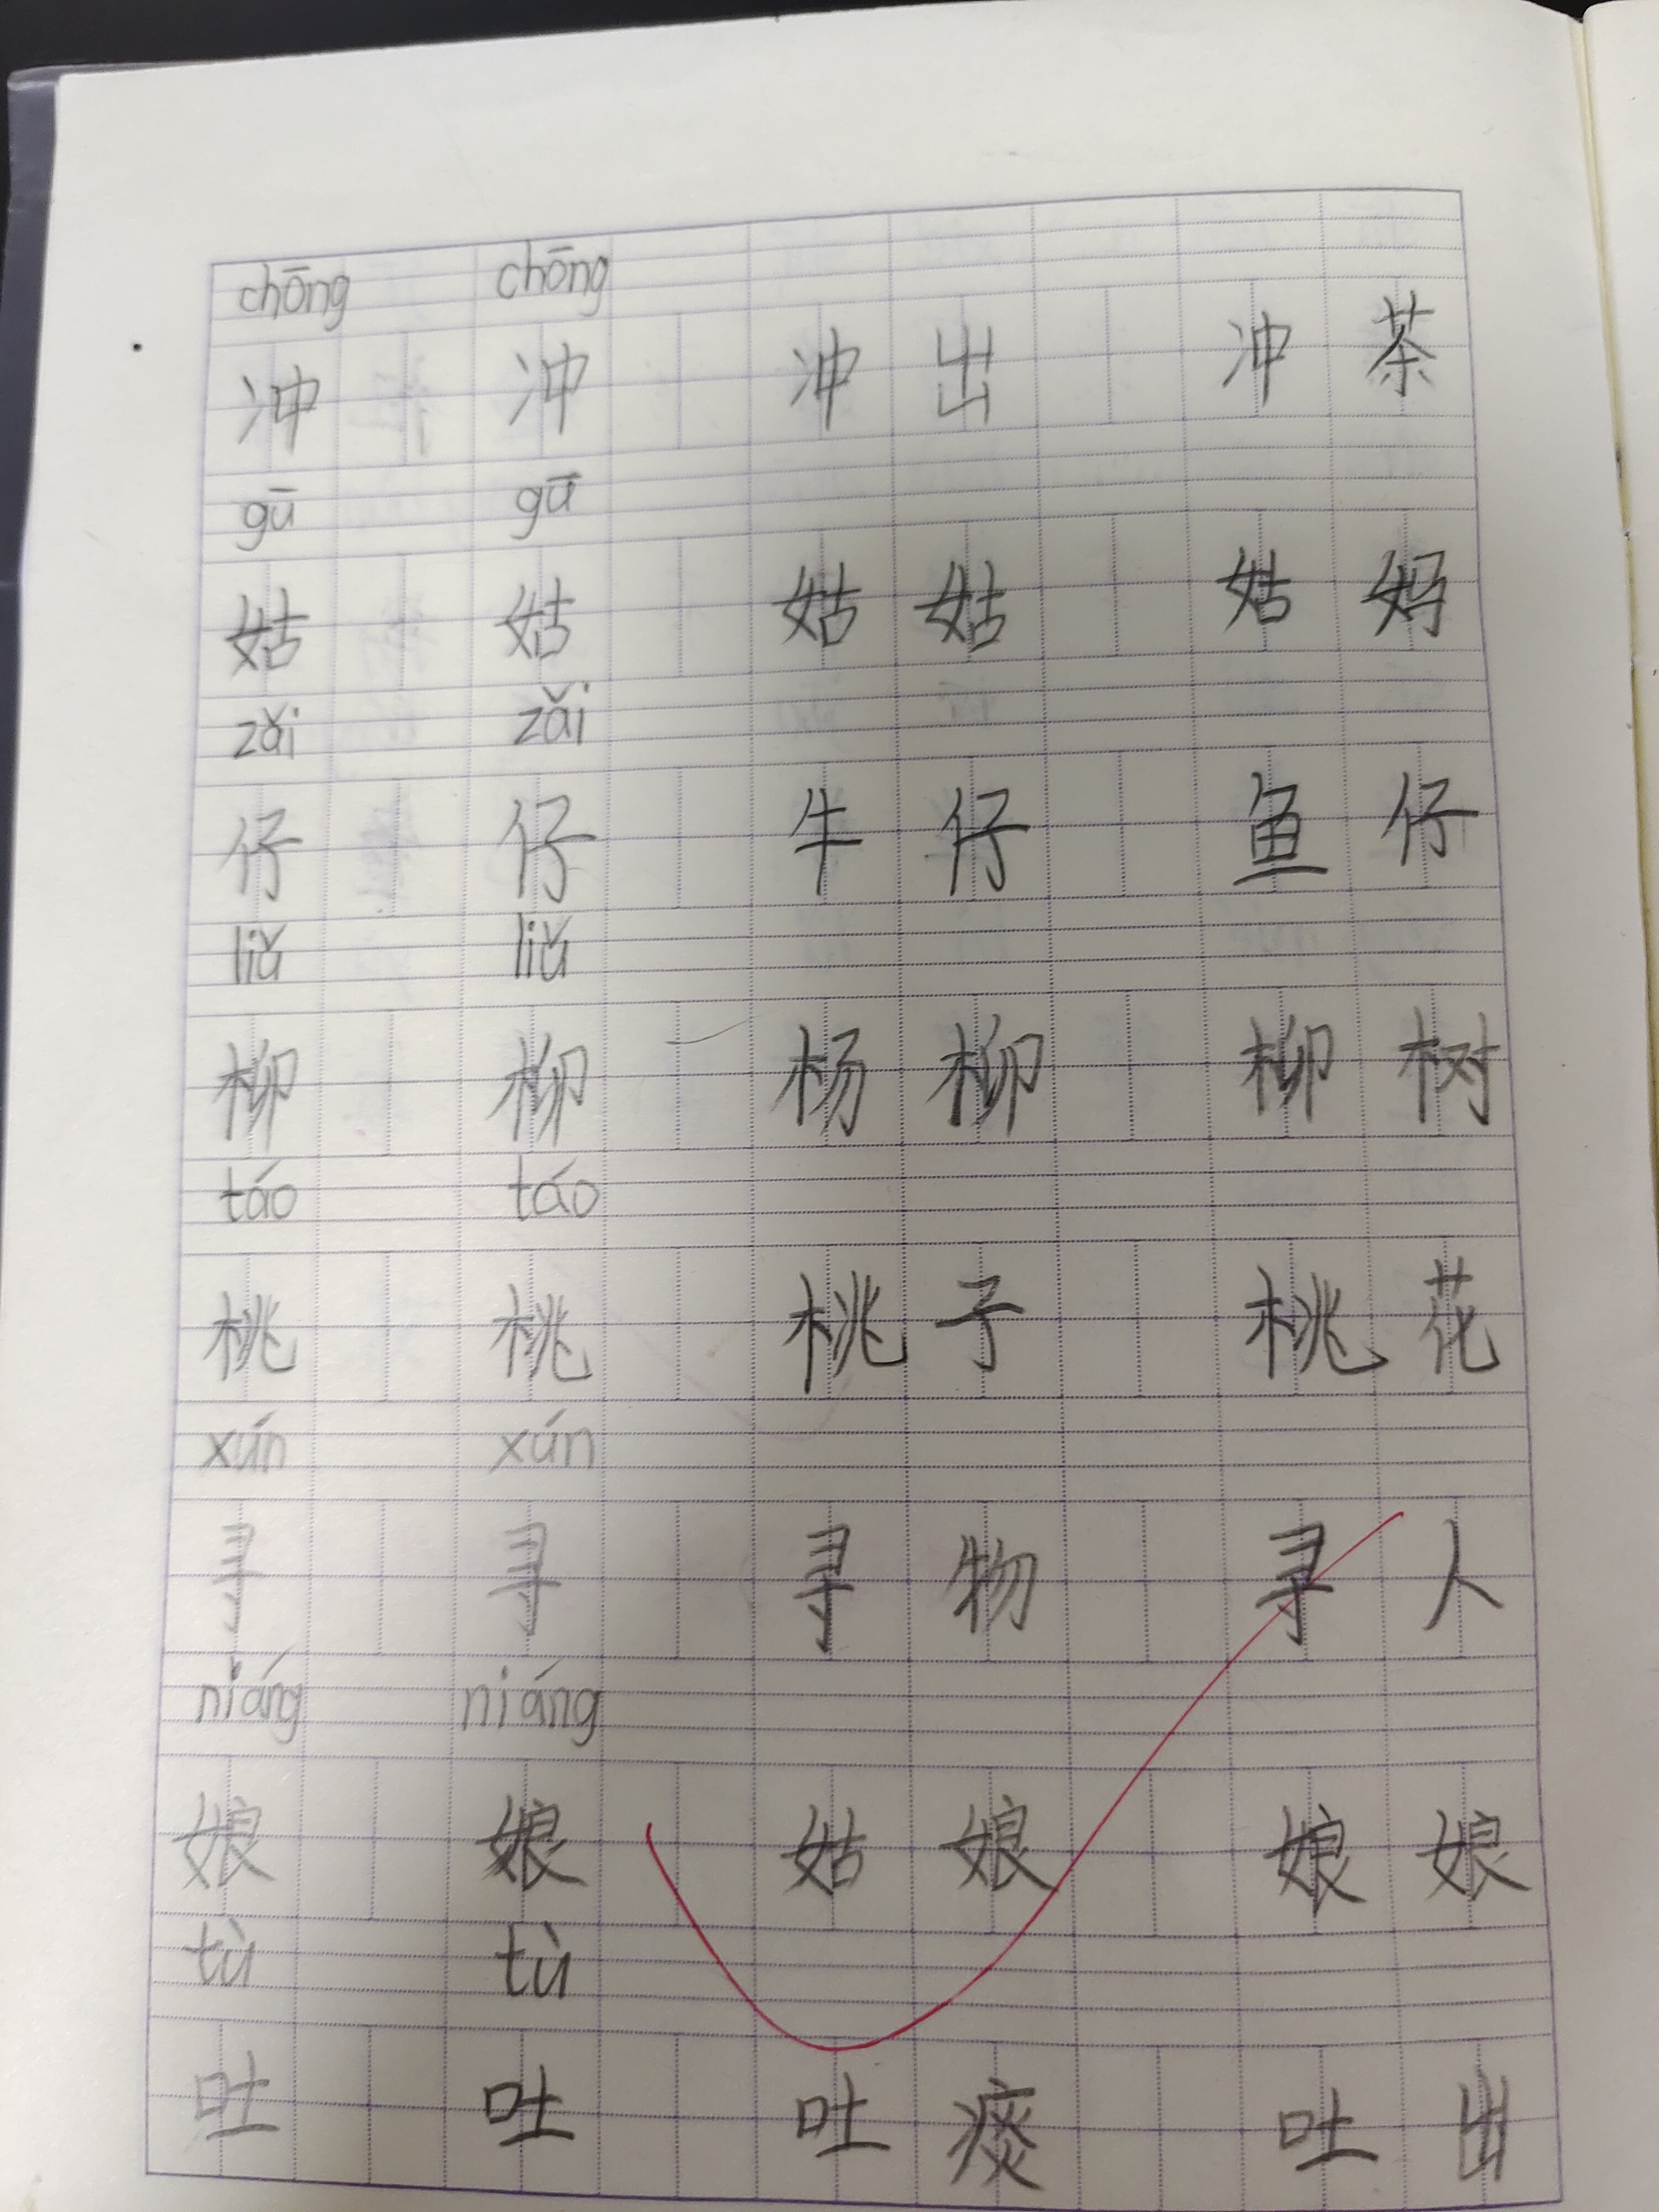 chōng chōng
冲 冲 冲出 冲茶
gū gū
姑 姑 姑姑 姑妈
zǎi zǎi
仔 仔 牛仔 鱼仔
liǔ liǔ
柳 柳 杨柳 柳树
táo táo
桃 桃 桃子 桃花
xún xún
寻 寻 寻物 寻人
niáng niáng
娘 娘 姑娘 娘娘
tù tù
吐 吐 吐痰 吐出